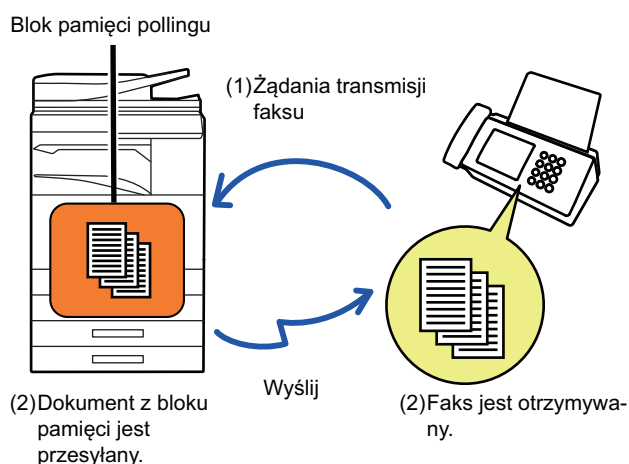 Blok pamięci pollingu
(1)Żądania transmisji
faksu
Wyślij
(2)Dokument z bloku
pamięci jest
przesyłany.
(2)Faks jest otrzymywa-
ny.